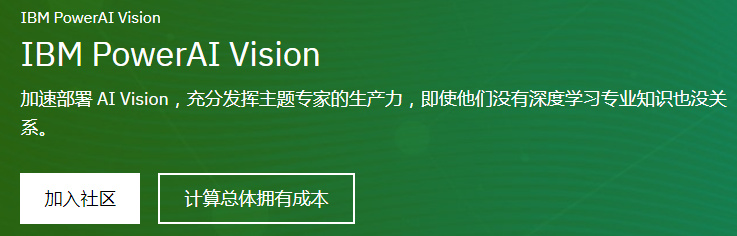 IBM PowerAI Vision
IBM PowerAI Vision
加速部署 AI Vision，充分发挥主题专家的生产力，即使他们没有深度学习专业知识也没关
系。
加入社区
计算总体拥有成本